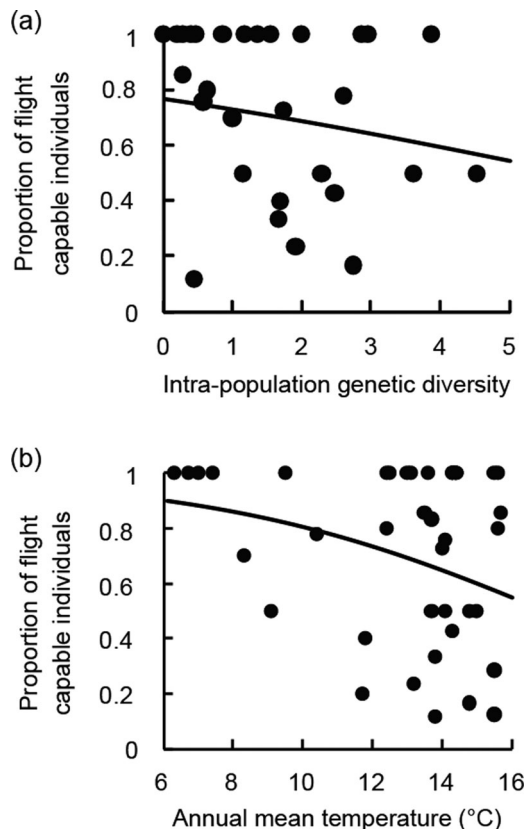 (a)
Proportion of flight
capable individuals
1
0.8
0.6
0.4
0.2
0
0 1 2 3 4 5
Intra-population genetic diversity
(b)
Proportion of flight
capable individuals
1
0.8
0.6
0.4
0.2
0
6 8 10 12 14 16
Annual mean temperature (°C)